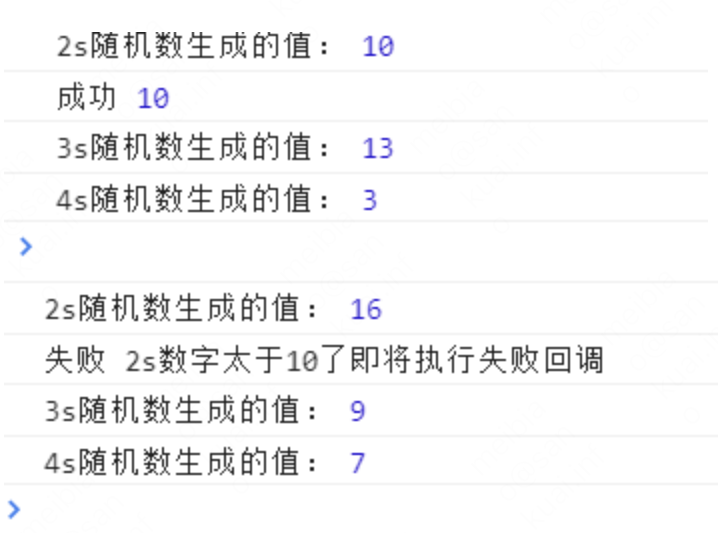 2s随机数生成的值： 10
成功 10
3s随机数生成的值： 13
4s随机数生成的值： 3
>
2s随机数生成的值： 16
失败 2s数字太于10了即将执行失败回调
3s随机数生成的值： 9
4s随机数生成的值： 7
>